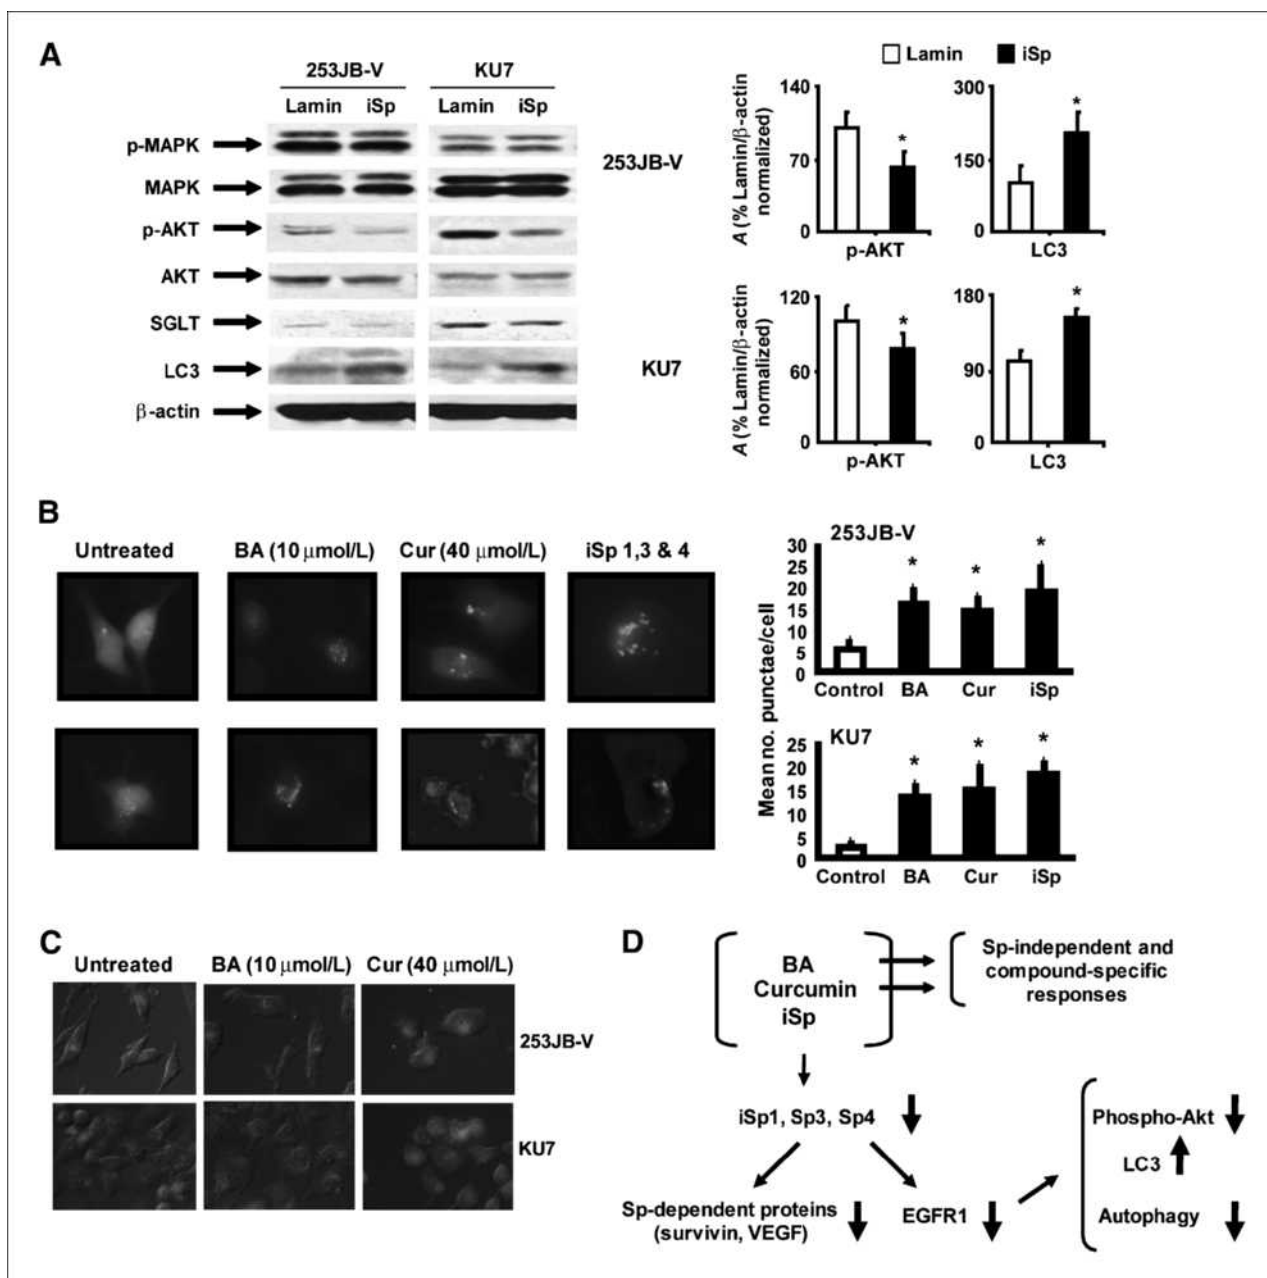 A
253JB-V
KU7
Lamin
iSp
Lamin
iSp
p-MAPK
MAPK
p-AKT
AKT
SGLT
LC3
β-actin
Lamin
iSp
253JB-V
A (% Lamin/β-actin
normalized)
140
70
0
*
p-AKT
300
150
0
*
LC3
KU7
A (% Lamin/β-actin
normalized)
120
60
0
*
p-AKT
180
90
0
*
LC3
B
Untreated
BA (10 μmol/L)
Cur (40 μmol/L)
iSp 1,3 & 4
Mean no. punctae/cell
253JB-V
30
25
20
15
10
5
0
*
*
*
Control
BA
Cur
iSp
KU7
25
20
15
10
5
0
*
*
*
Control
BA
Cur
iSp
C
Untreated
BA (10 μmol/L)
Cur (40 μmol/L)
253JB-V
KU7
D
BA
Curcumin
iSp
Sp-independent and
compound-specific
responses
iSp1, Sp3, Sp4
Sp-dependent proteins
(survivin, VEGF)
EGFR1
Phospho-Akt
LC3
Autophagy